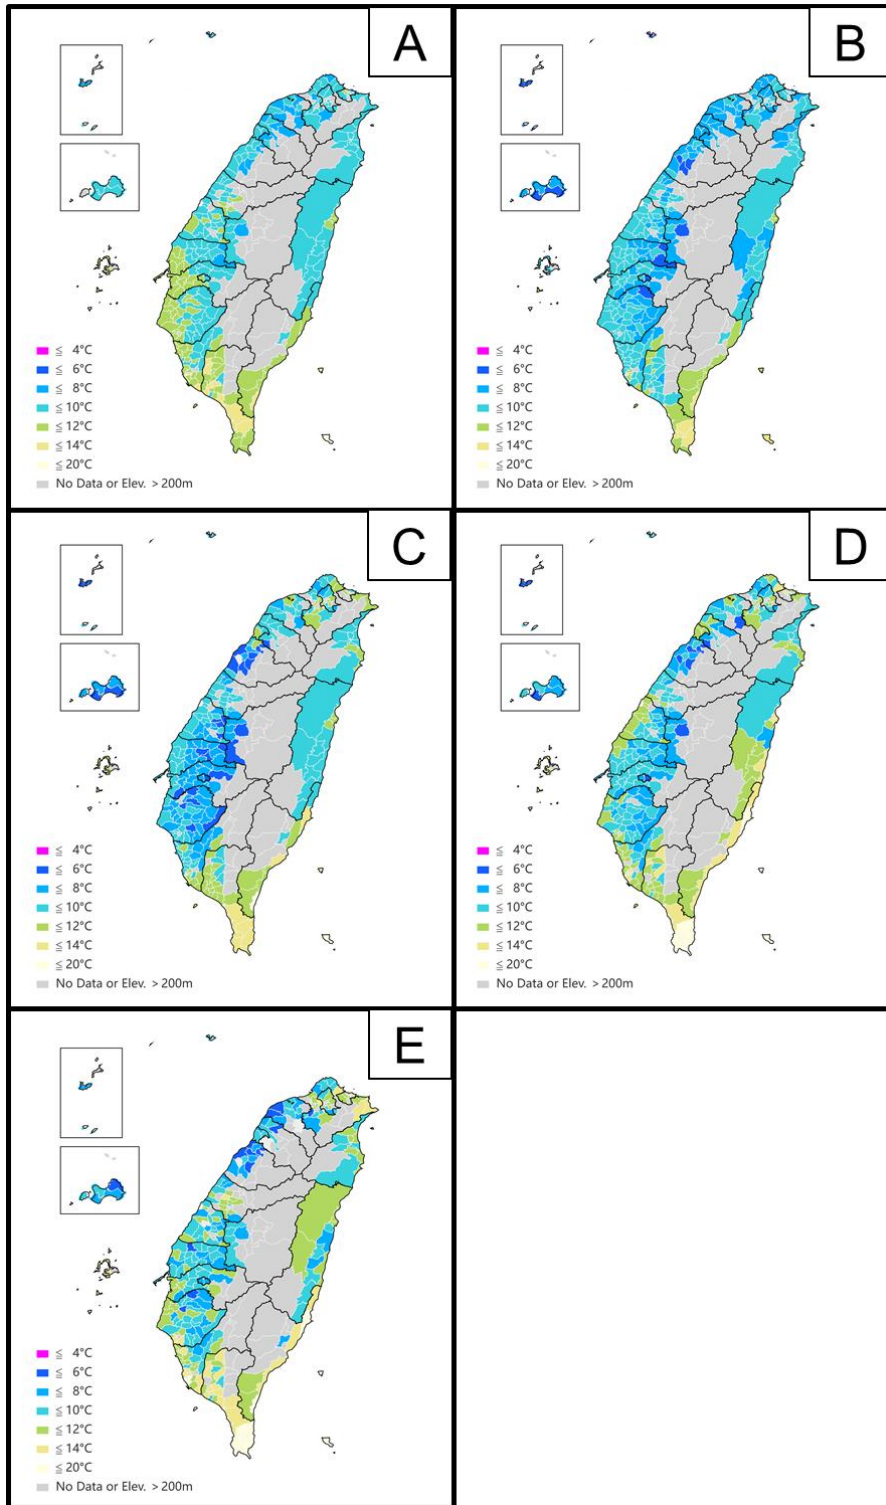 A
≦ 4°C
≦ 6°C
≦ 8°C
≦ 10°C
≦ 12°C
≦ 14°C
≦ 20°C
No Data or Elev. > 200m
B
≦ 4°C
≦ 6°C
≦ 8°C
≦ 10°C
≦ 12°C
≦ 14°C
≦ 20°C
No Data or Elev. > 200m
C
≦ 4°C
≦ 6°C
≦ 8°C
≦ 10°C
≦ 12°C
≦ 14°C
≦ 20°C
No Data or Elev. > 200m
D
≦ 4°C
≦ 6°C
≦ 8°C
≦ 10°C
≦ 12°C
≦ 14°C
≦ 20°C
No Data or Elev. > 200m
E
≦ 4°C
≦ 6°C
≦ 8°C
≦ 10°C
≦ 12°C
≦ 14°C
≦ 20°C
No Data or Elev. > 200m